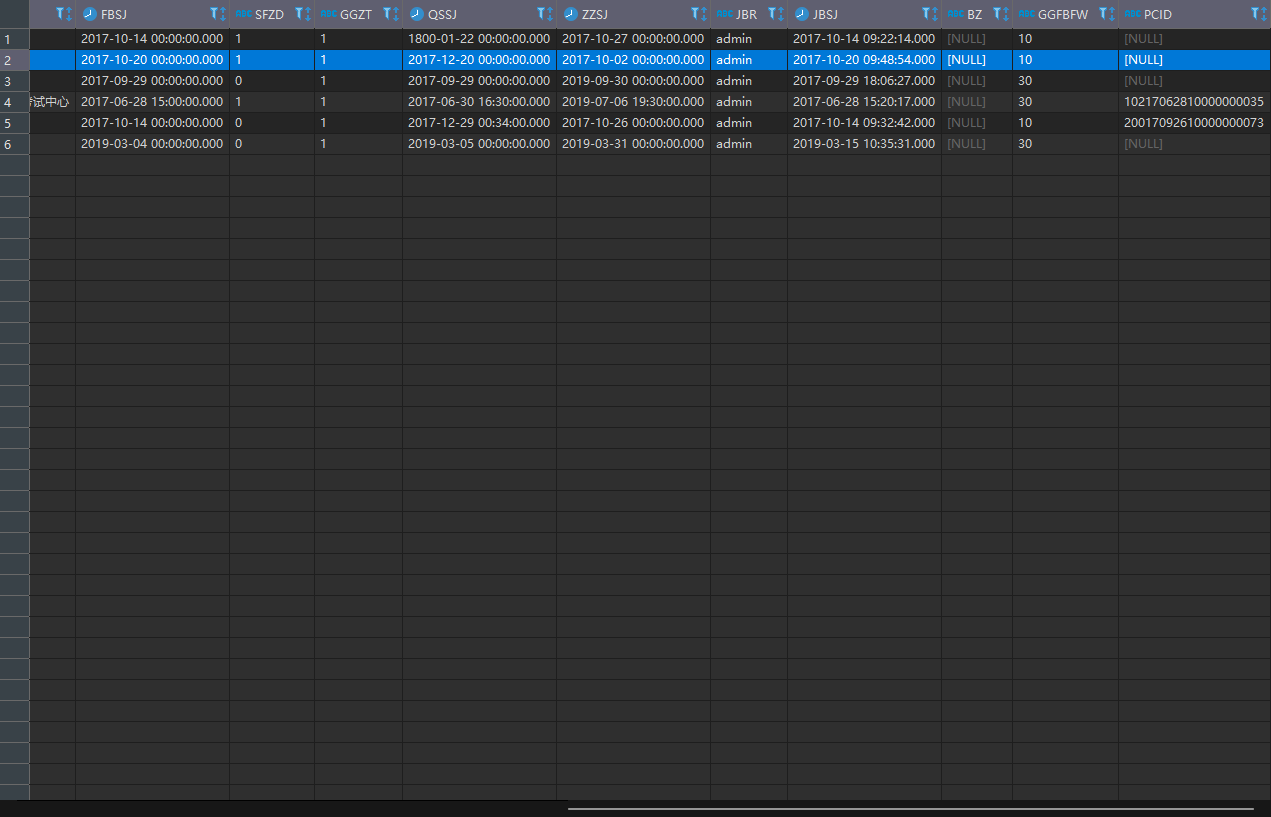 FBSJ SFZD GGZT QSSJ ZZSJ JBR JBSJ BZ GGFBFW PCID
1 2017-10-14 00:00:00.000 1 1 1800-01-22 00:00:00.000 2017-10-27 00:00:00.000 admin 2017-10-14 09:22:14.000 [NULL] 10 [NULL]
2 2017-10-20 00:00:00.000 1 1 2017-12-20 00:00:00.000 2017-10-02 00:00:00.000 admin 2017-10-20 09:48:54.000 [NULL] 10 [NULL]
3 2017-09-29 00:00:00.000 0 1 2017-09-29 00:00:00.000 2019-09-30 00:00:00.000 admin 2017-09-29 18:06:27.000 [NULL] 30 [NULL]
4 试中心 2017-06-28 15:00:00.000 1 1 2017-06-30 16:30:00.000 2019-07-06 19:30:00.000 admin 2017-06-28 15:20:17.000 [NULL] 30 10217062810000000035
5 2017-10-14 00:00:00.000 0 1 2017-12-29 00:34:00.000 2017-10-26 00:00:00.000 admin 2017-10-14 09:32:42.000 [NULL] 10 20017092610000000073
6 2019-03-04 00:00:00.000 0 1 2019-03-05 00:00:00.000 2019-03-31 00:00:00.000 admin 2019-03-15 10:35:31.000 [NULL] 30 [NULL]